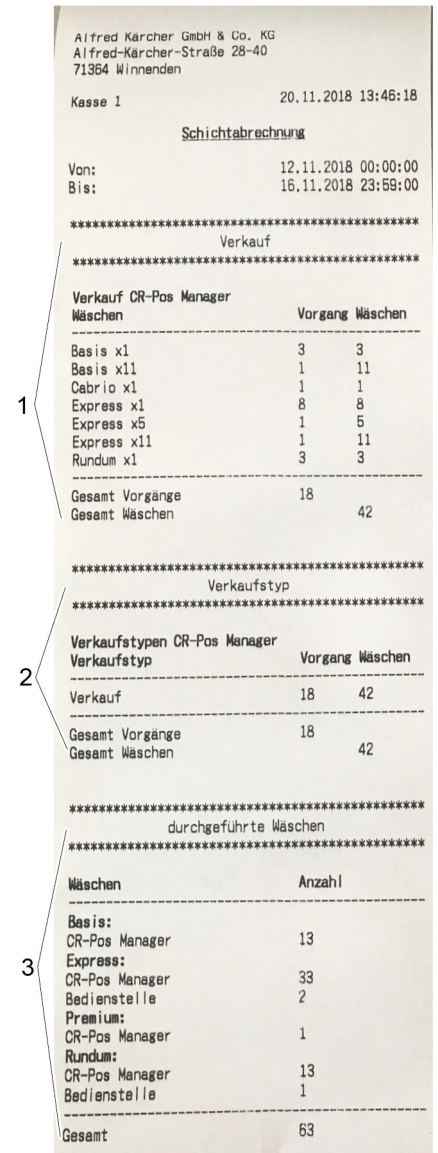 Alfred Kärcher GmbH & Co. KG
Alfred-Kärcher-Straße 28-40
71364 Winnenden
Kasse 1 20.11.2018 13:46:18
Schichtabrechnung
Von: 12.11.2018 00:00:00
Bis: 16.11.2018 23:59:00
************************************************
Verkauf
************************************************
1
Verkauf CR-Pos Manager
Wäschen Vorgang Wäschen
------------------------------------------------
Basis x1 3 3
Basis x11 1 11
Cabrio x1 1 1
Express x1 8 8
Express x5 1 5
Express x11 1 11
Rundum x1 3 3
------------------------------------------------
Gesamt Vorgänge 18
Gesamt Wäschen 42
************************************************
Verkaufstyp
************************************************
2
Verkaufstypen CR-Pos Manager
Verkaufstyp Vorgang Wäschen
------------------------------------------------
Verkauf 18 42
------------------------------------------------
Gesamt Vorgänge 18
Gesamt Wäschen 42
************************************************
durchgeführte Wäschen
************************************************
3
Wäschen Anzahl
------------------------------------------------
Basis:
CR-Pos Manager 13
Express:
CR-Pos Manager 33
Bedienstelle 2
Premium:
CR-Pos Manager 1
Rundum:
CR-Pos Manager 13
Bedienstelle 1
------------------------------------------------
Gesamt 63